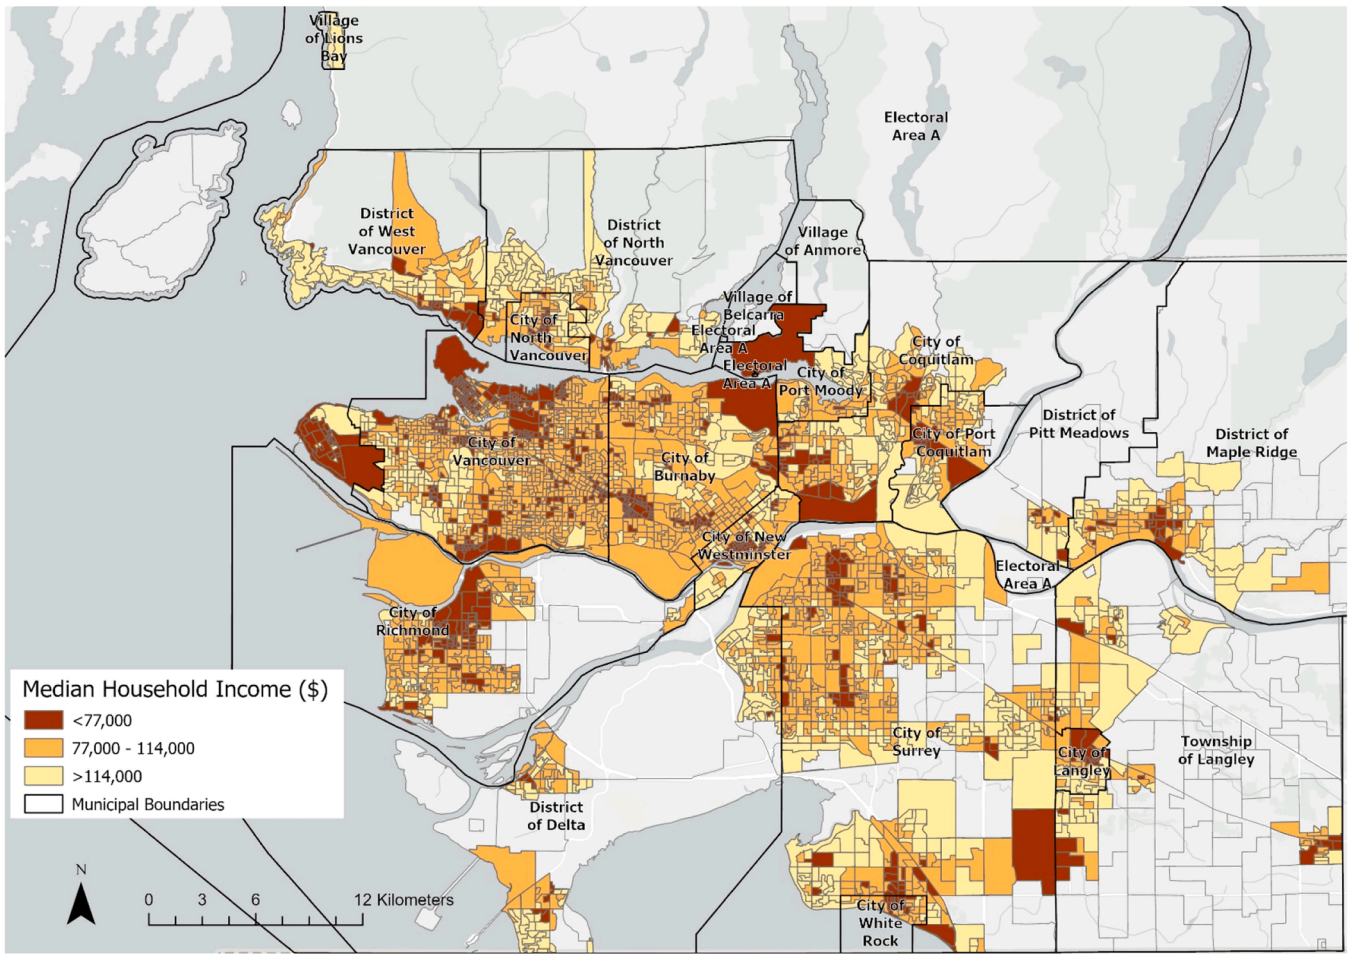 Village
of Lions
Bay
Electoral
Area A
District
of West
Vancouver
District
of North
Vancouver
Village
of Anmore
Village of
Belcarra
City of
North
Vancouver
Electoral
Area A
Electoral
Area A
City of
Port Moody
City of
Coquitlam
District of
Pitt Meadows
District of
Maple Ridge
City of
Vancouver
City of
Burnaby
City of Port
Coquitlam
City of New
Westminster
Electoral
Area A
City of
Richmond
City of
Surrey
City of
Langley
Township
of Langley
District
of Delta
City of
White
Rock
Median Household Income ($)
<77,000
77,000 - 114,000
>114,000
Municipal Boundaries
N
0 3 6 12 Kilometers